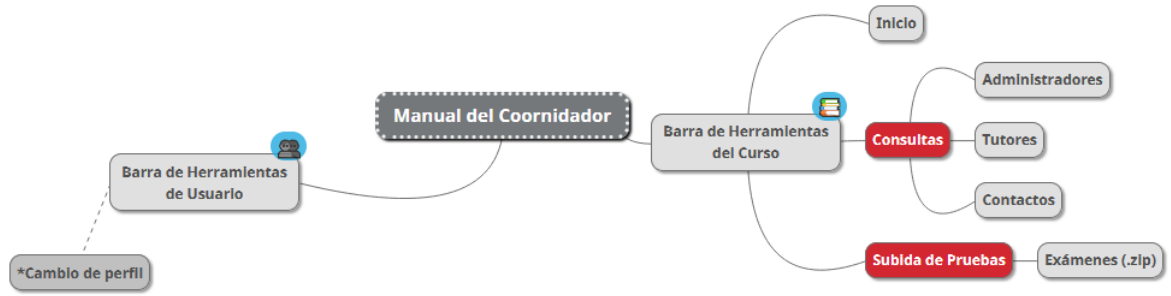 Manual del Coornidador
Barra de Herramientas
de Usuario
*Cambio de perfil
Barra de Herramientas
del Curso
Inicio
Consultas
Administradores
Tutores
Contactos
Subida de Pruebas
Exámenes (.zip)